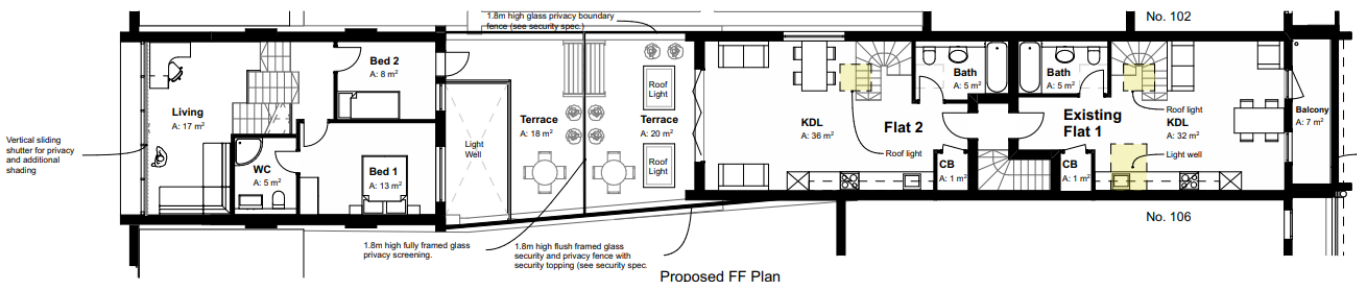 1.8m high glass privacy boundary
fence (see security spec.)
No. 102
Bed 2
A: 8 m²
Living
A: 17 m²
Vertical sliding
shutter for privacy
and additional
shading
WC
A: 5 m²
Bed 1
A: 13 m²
Light
Well
Terrace
A: 18 m²
Roof
Light
Terrace
A: 20 m²
Roof
Light
KDL
A: 36 m²
Flat 2
Roof light
Bath
A: 5 m²
CB
A: 1 m²
Bath
A: 5 m²
Existing
Flat 1
CB
A: 1 m²
Roof light
KDL
A: 32 m²
Light well
Balcony
A: 7 m²
No. 106
1.8m high fully framed glass
privacy screening.
1.8m high flush framed glass
security and privacy fence with
security topping (see security spec.
Proposed FF Plan